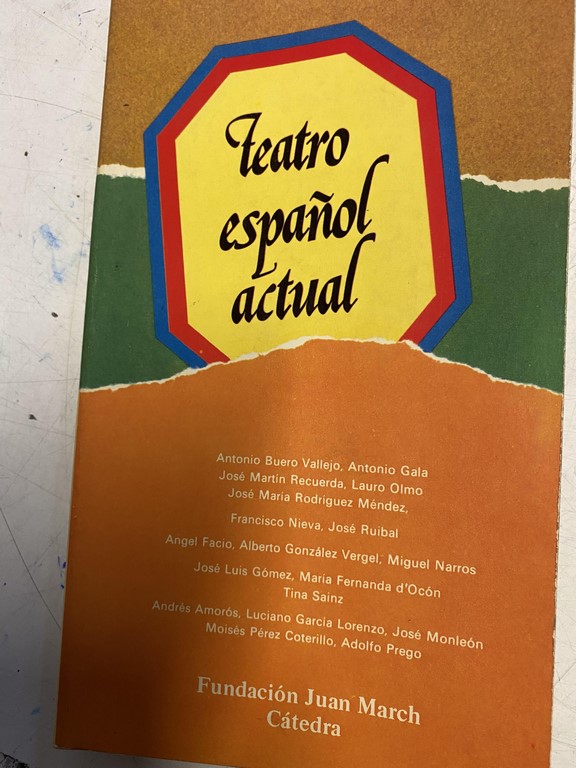 teatro
español
actual
Antonio Buero Vallejo, Antonio Gala
José Martín Recuerda, Lauro Olmo
José María Rodríguez Méndez,
Francisco Nieva, José Ruibal
Angel Facio, Alberto González Vergel, Miguel Narros
José Luis Gómez, María Fernanda d'Ocón
Tina Sainz
Andrés Amorós, Luciano García Lorenzo, José Monleón
Moisés Pérez Coterillo, Adolfo Prego
Fundación Juan March
Cátedra